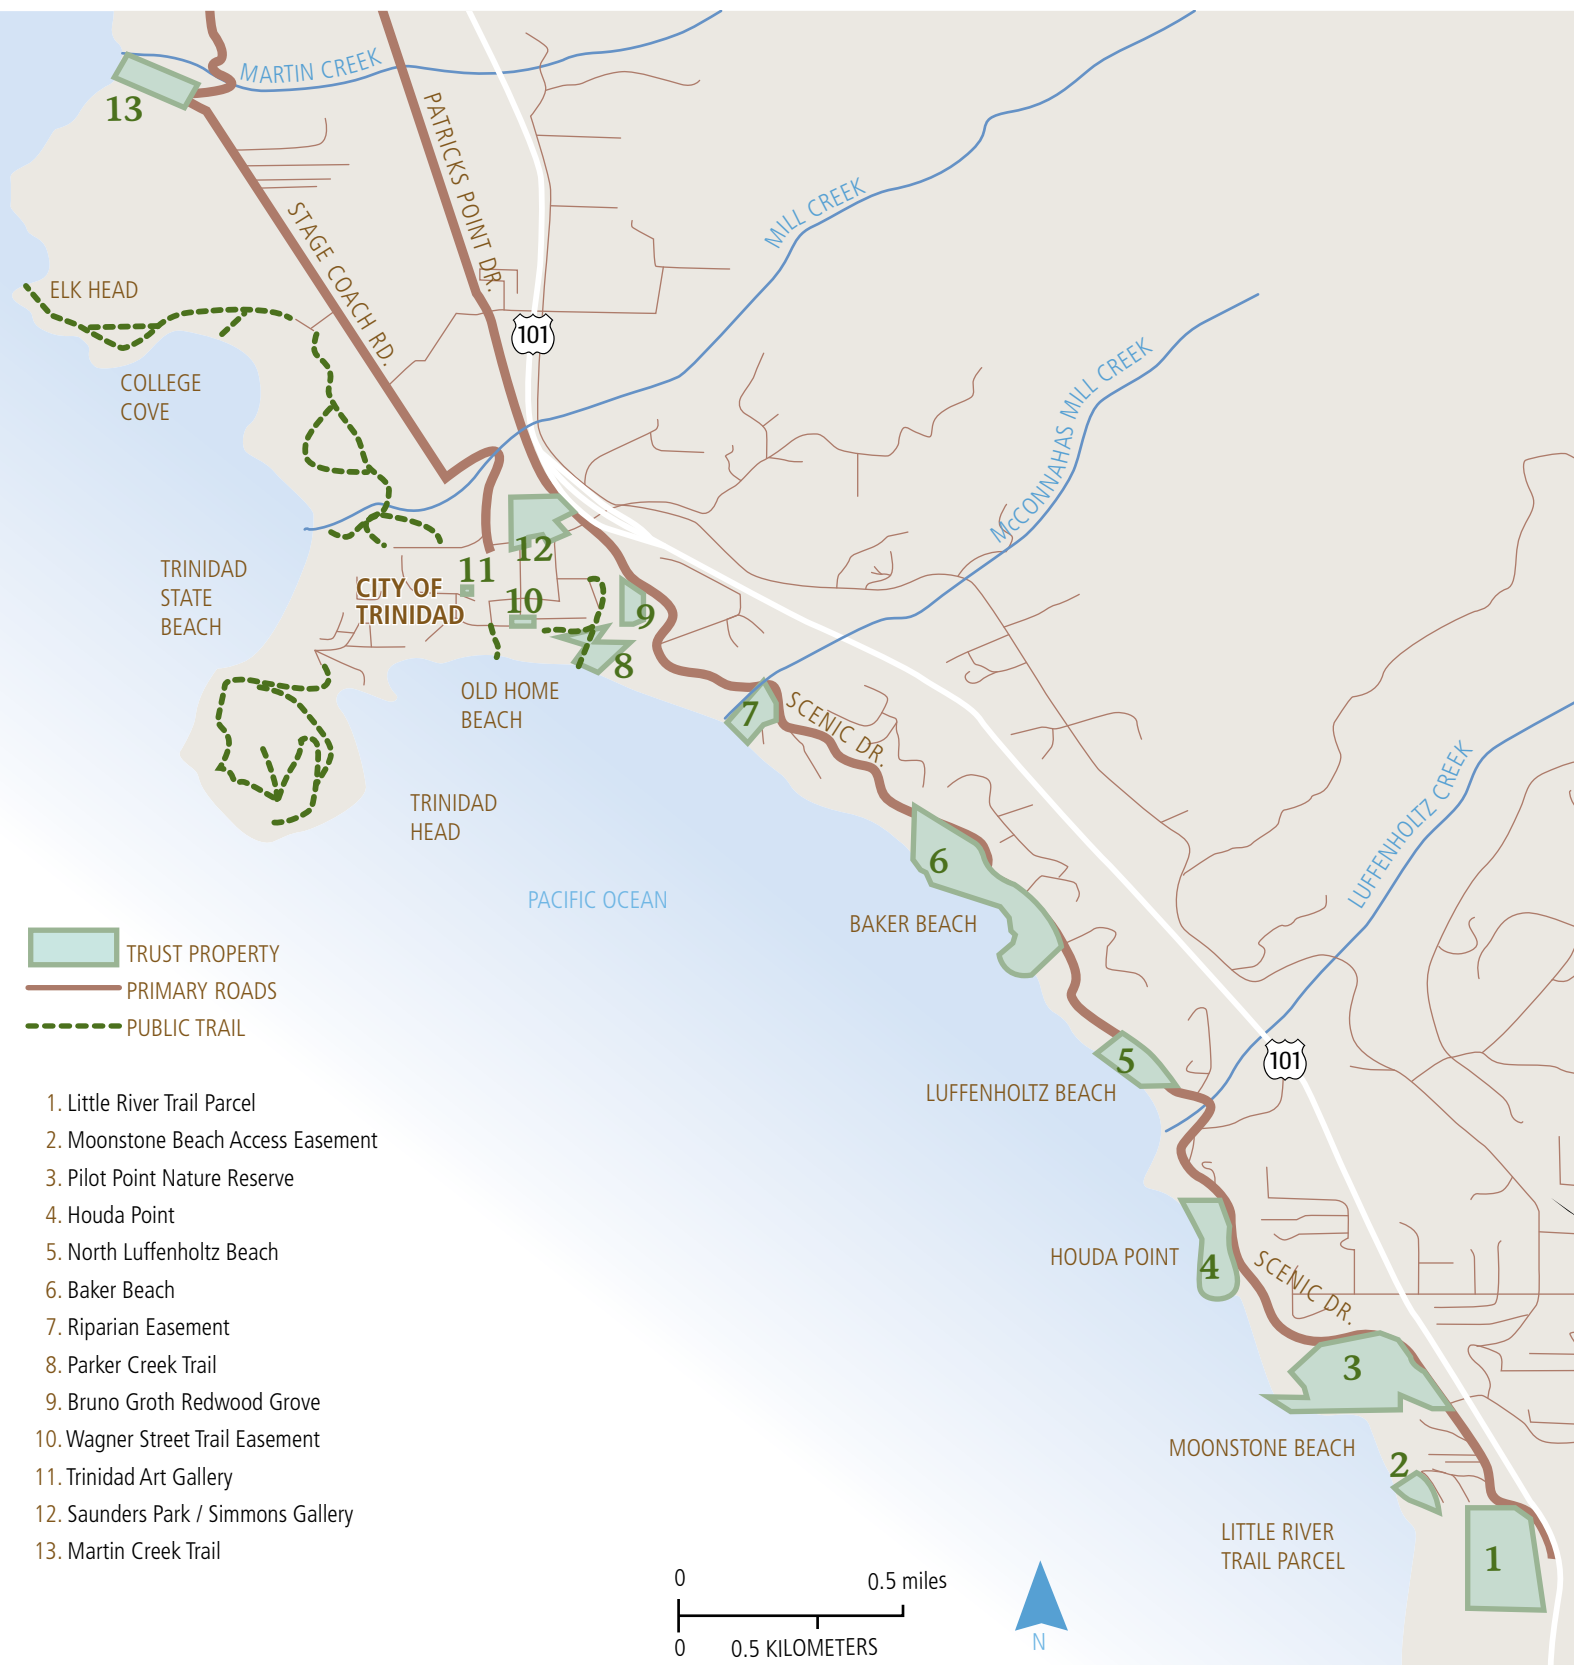 MARTIN CREEK
13
PATRICKS POINT DR.
MILL CREEK
STAGE COACH RD.
ELK HEAD
101
McCONNAHAS MILL CREEK
COLLEGE
COVE
12
TRINIDAD
STATE
BEACH
11
CITY OF
TRINIDAD
10
9
8
OLD HOME
BEACH
7
SCENIC DR.
TRINIDAD
HEAD
LUFFENHOLTZ CREEK
6
PACIFIC OCEAN
BAKER BEACH
TRUST PROPERTY
PRIMARY ROADS
PUBLIC TRAIL
5
101
LUFFENHOLTZ BEACH
HOUDA POINT
4
SCENIC DR.
3
MOONSTONE BEACH
2
LITTLE RIVER
TRAIL PARCEL
1
1. Little River Trail Parcel
2. Moonstone Beach Access Easement
3. Pilot Point Nature Reserve
4. Houda Point
5. North Luffenholtz Beach
6. Baker Beach
7. Riparian Easement
8. Parker Creek Trail
9. Bruno Groth Redwood Grove
10. Wagner Street Trail Easement
11. Trinidad Art Gallery
12. Saunders Park / Simmons Gallery
13. Martin Creek Trail
0 0.5 miles
0 0.5 KILOMETERS
N